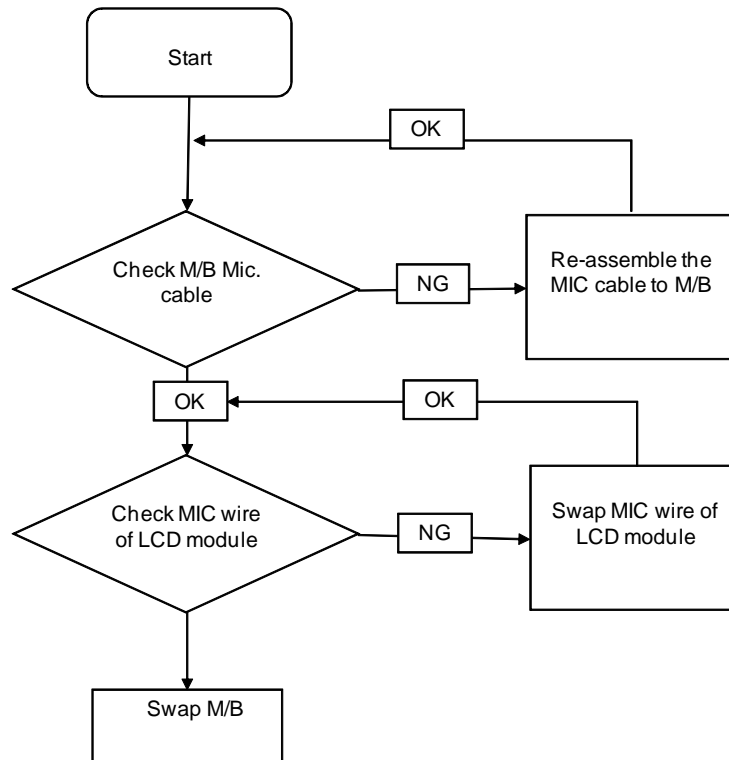 Start
OK
Check M/B Mic.
cable
NG
Re-assemble the
MIC cable to M/B
OK
OK
Check MIC wire
of LCD module
NG
Swap MIC wire of
LCD module
Swap M/B